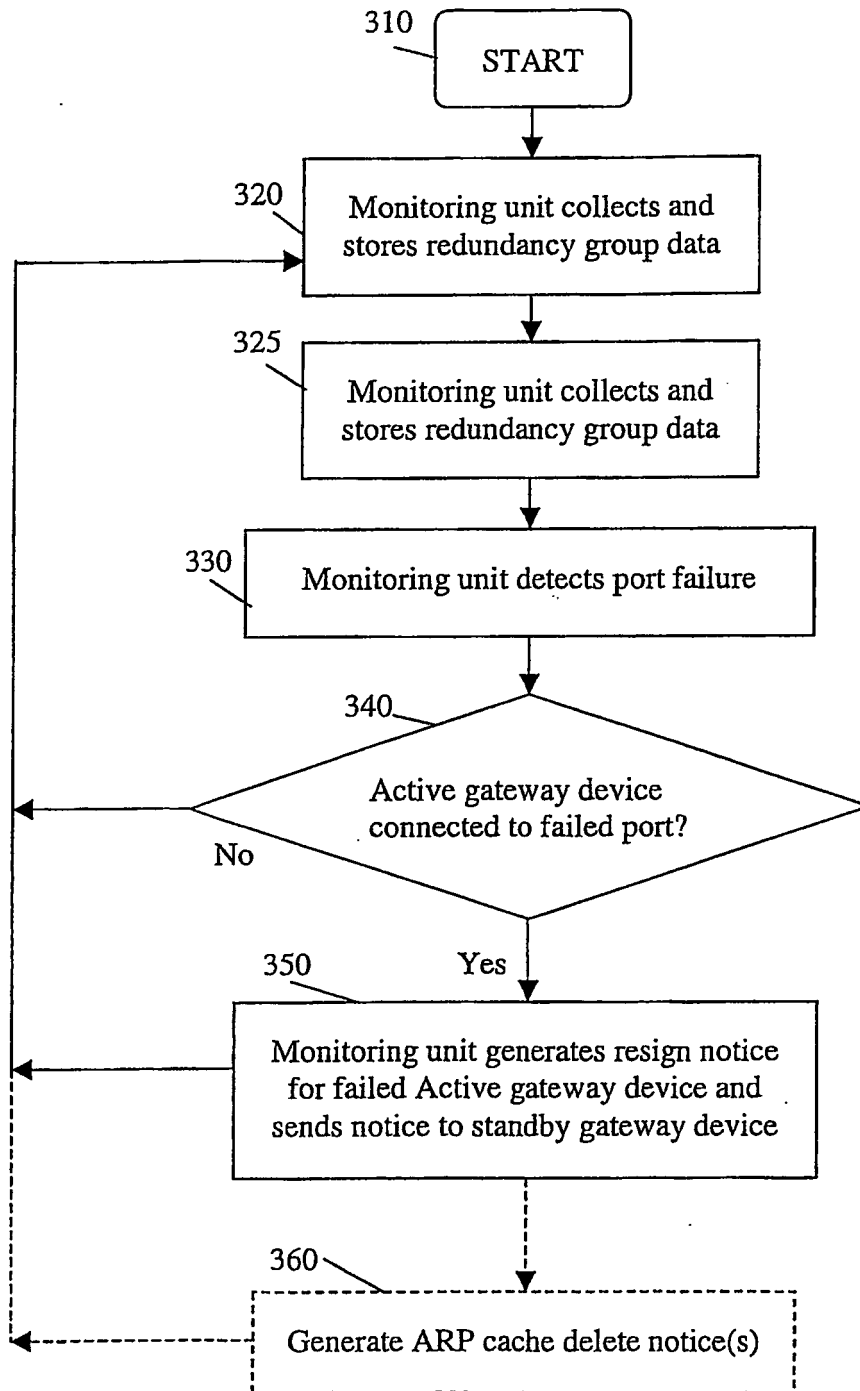 310
START
320
Monitoring unit collects and
stores redundancy group data
325
Monitoring unit collects and
stores redundancy group data
330
Monitoring unit detects port failure
340
Active gateway device
connected to failed port?
No
Yes
350
Monitoring unit generates resign notice
for failed Active gateway device and
sends notice to standby gateway device
360
Generate ARP cache delete notice(s)